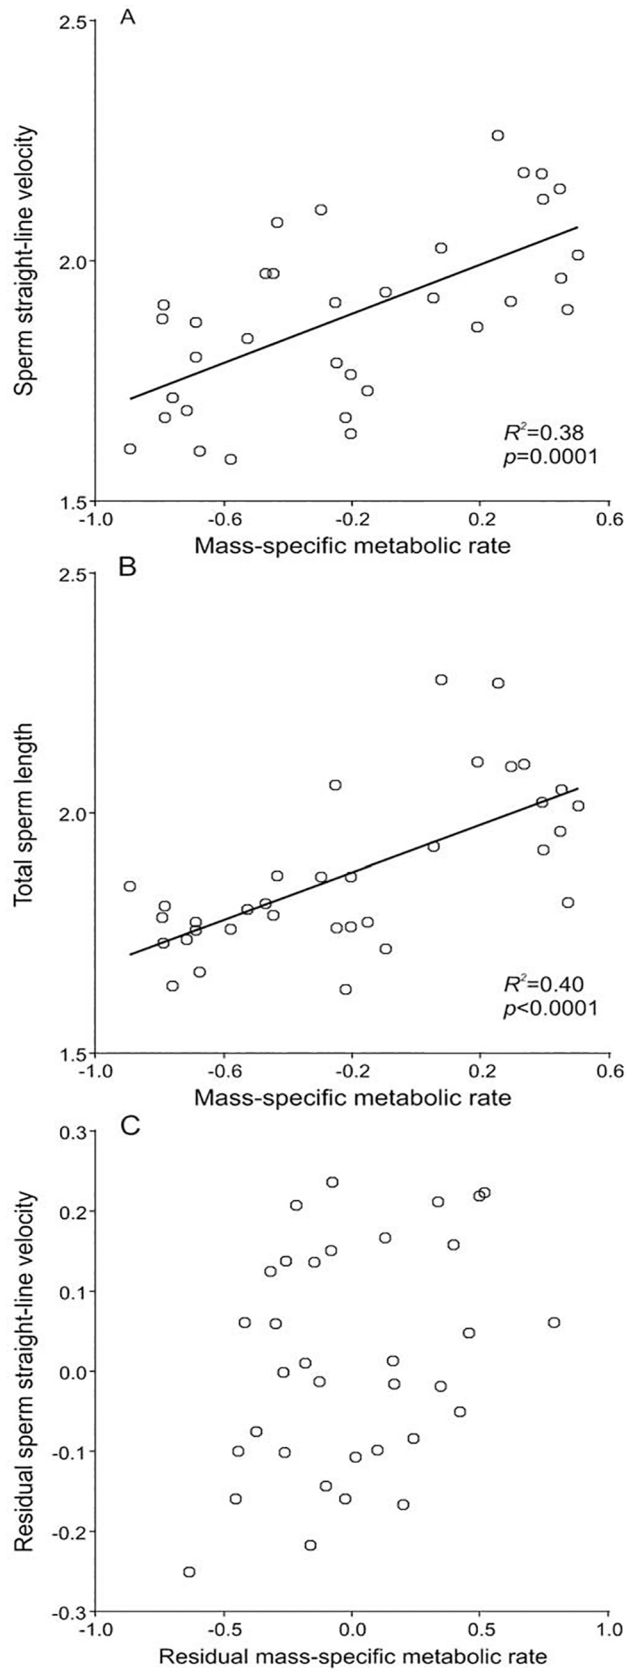 A
2.5
2.0
1.5
Sperm straight-line velocity
R²=0.38
p=0.0001
-1.0 -0.6 -0.2 0.2 0.6
Mass-specific metabolic rate
B
2.5
2.0
1.5
Total sperm length
R²=0.40
p<0.0001
-1.0 -0.6 -0.2 0.2 0.6
Mass-specific metabolic rate
C
0.3
0.2
0.1
0.0
-0.1
-0.2
-0.3
Residual sperm straight-line velocity
-1.0 -0.5 0.0 0.5 1.0
Residual mass-specific metabolic rate